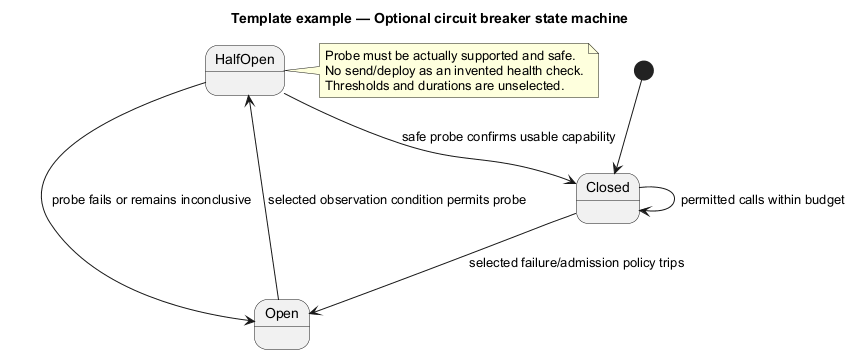 Template example — Optional circuit breaker state machine
HalfOpen
Probe must be actually supported and safe.
No send/deploy as an invented health check.
Thresholds and durations are unselected.
safe probe confirms usable capability
Closed
probe fails or remains inconclusive
selected observation condition permits probe
permitted calls within budget
selected failure/admission policy trips
Open